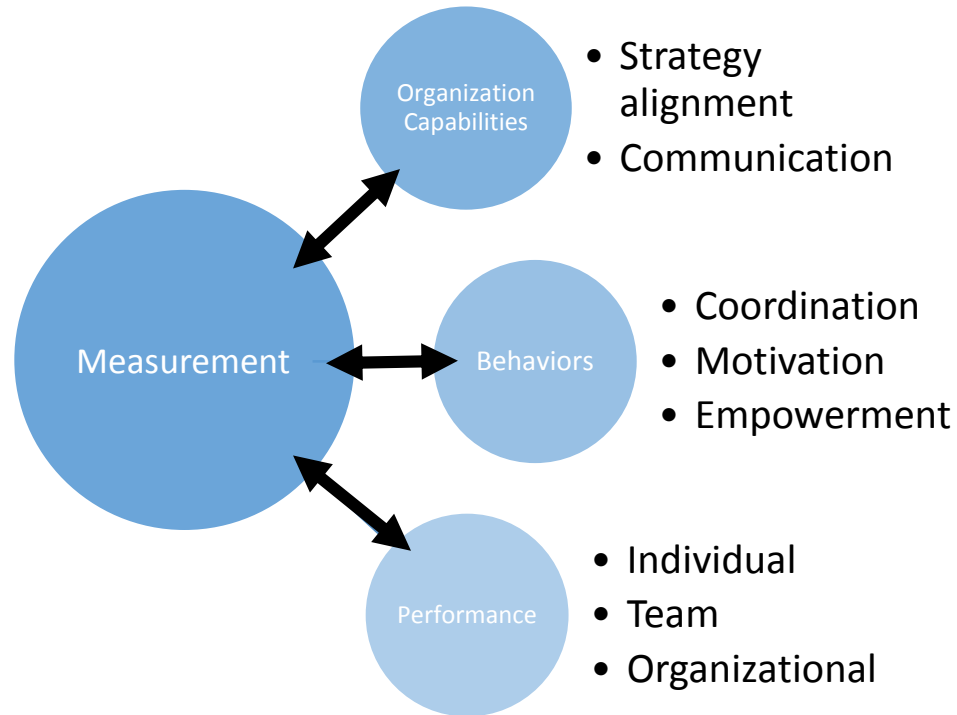 Organization
Capabilities
• Strategy
alignment
• Communication
Measurement
Behaviors
• Coordination
• Motivation
• Empowerment
Performance
• Individual
• Team
• Organizational